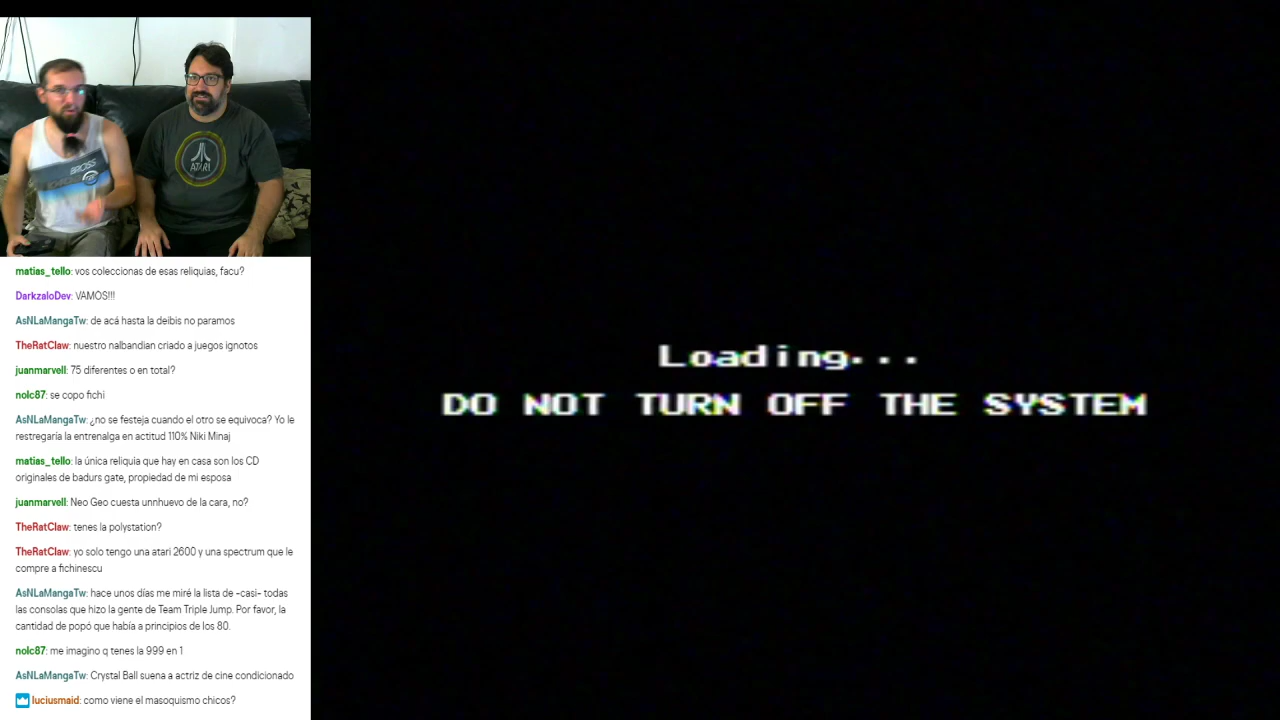 BROSS
ATARI
matias_tello: vos coleccionas de esas reliquias, facu?
DarkzaloDev: VAMOS!!!
AsNLaMangaTw: de acá hasta la deibis no paramos
TheRatClaw: nuestro nalbandian criado a juegos ignotos
juanmarvell: 75 diferentes o en total?
nolc87: se copo fichi
AsNLaMangaTw: ¿no se festeja cuando el otro se equivoca? Yo le
restregaría la entrenalga en actitud 110% Niki Minaj
matias_tello: la única reliquia que hay en casa son los CD
originales de badurs gate, propiedad de mi esposa
juanmarvell: Neo Geo cuesta unnhuevo de la cara, no?
TheRatClaw: tenes la polystation?
TheRatClaw: yo solo tengo una atari 2600 y una spectrum que le
compre a fichinescu
AsNLaMangaTw: hace unos días me miré la lista de -casi- todas
las consolas que hizo la gente de Team Triple Jump. Por favor, la
cantidad de popó que había a principios de los 80.
nolc87: me imagino q tenes la 999 en 1
AsNLaMangaTw: Crystal Ball suena a actriz de cine condicionado
luciusmaid: como viene el masoquismo chicos?
Loading...
DO NOT TURN OFF THE SYSTEM